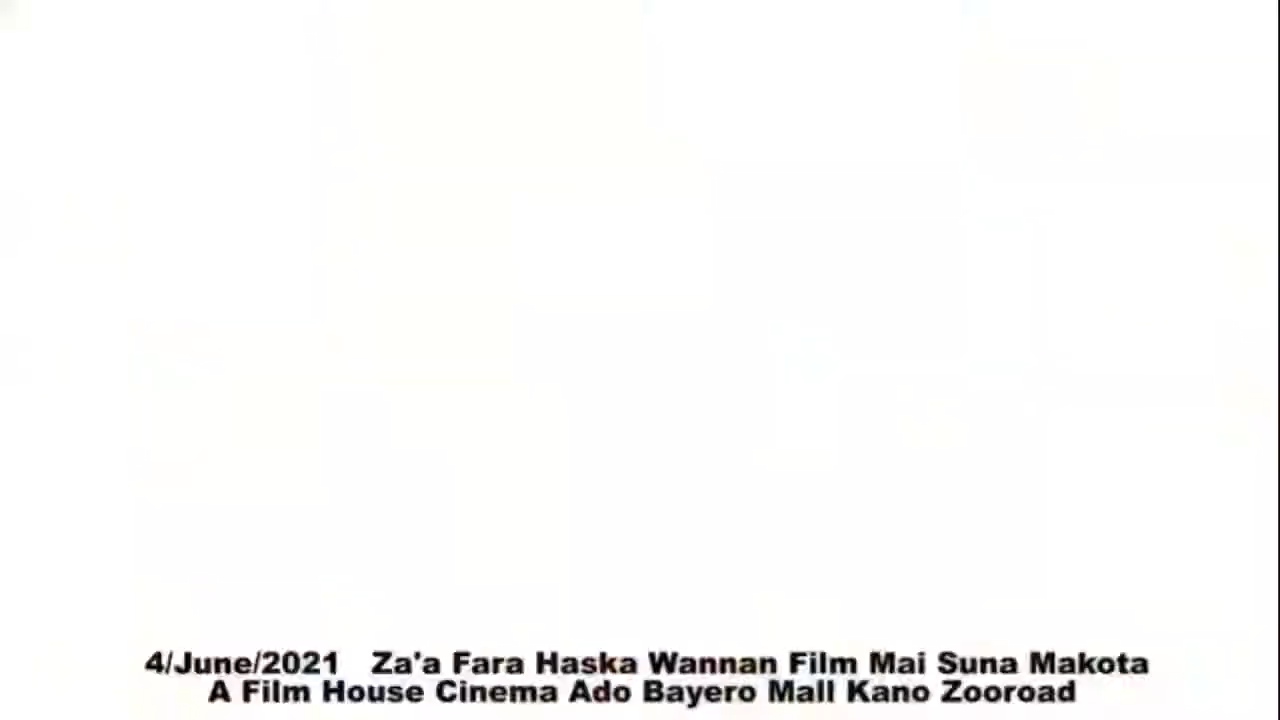 4/June/2021 Za'a Fara Haska Wannan Film Mai Suna Makota
A Film House Cinema Ado Bayero Mall Kano Zooroad